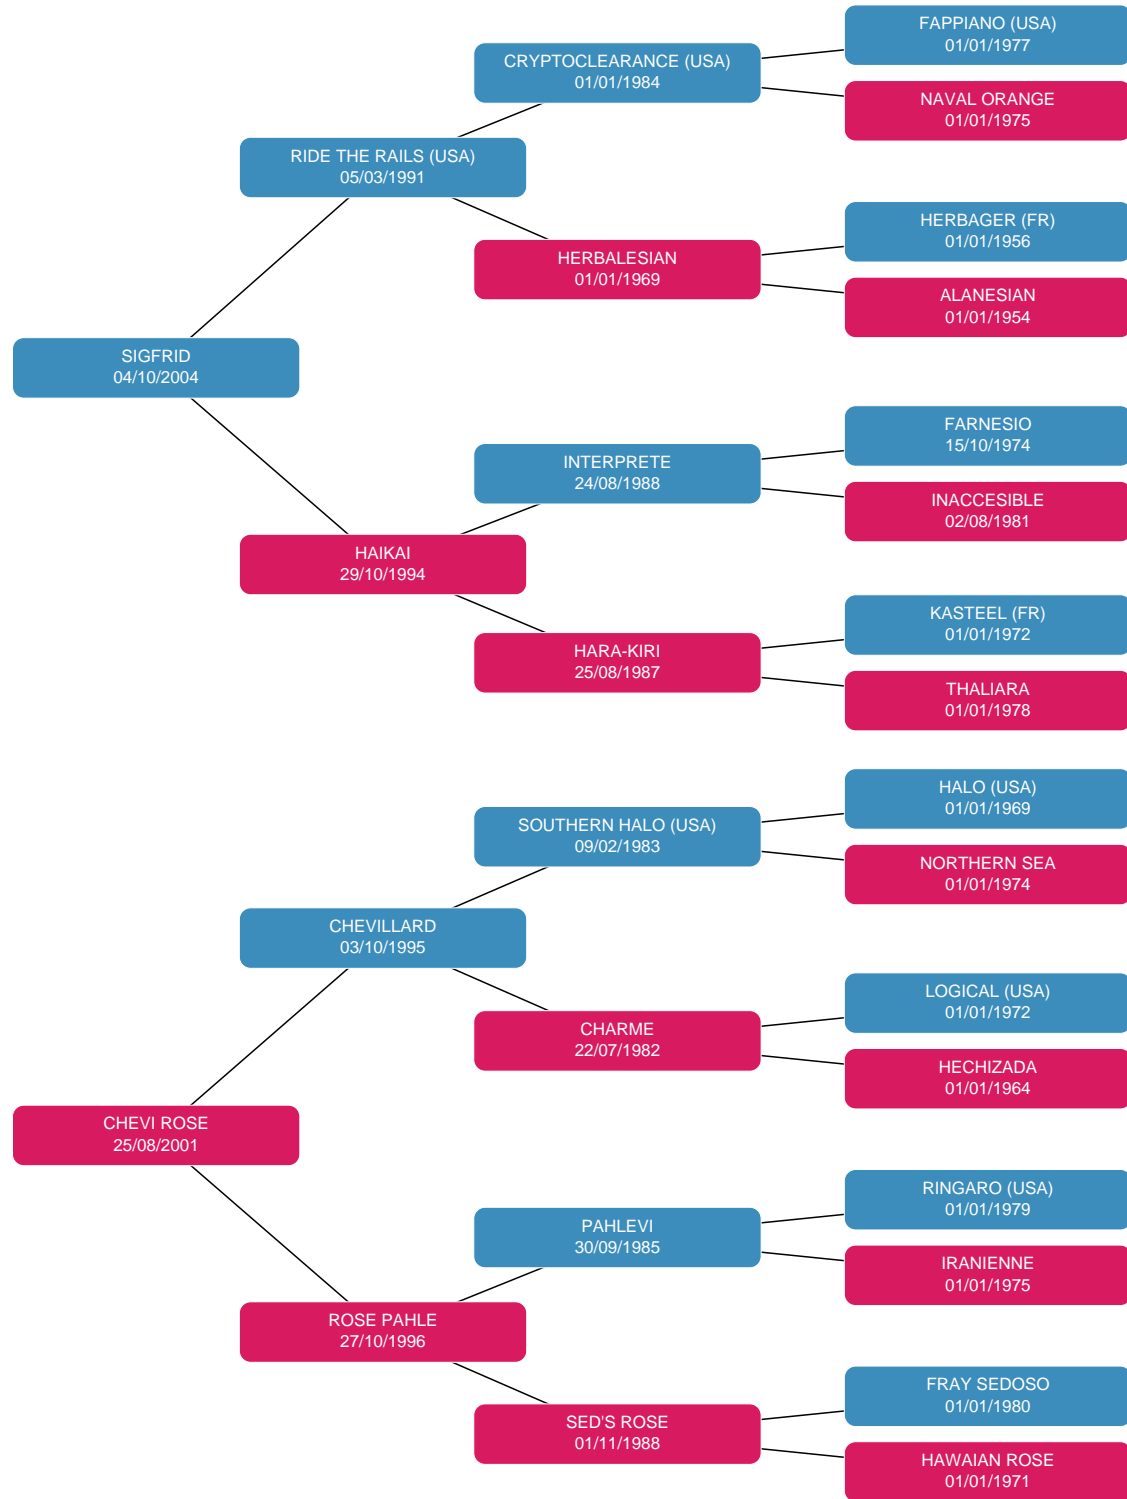 FAPPIANO (USA)
01/01/1977
CRYPTOCLEARANCE (USA)
01/01/1984
NAVAL ORANGE
01/01/1975
RIDE THE RAILS (USA)
05/03/1991
HERBAGER (FR)
01/01/1956
HERBALESIAN
01/01/1969
ALANESIAN
01/01/1954
SIGFRID
04/10/2004
FARNESIO
15/10/1974
INTERPRETE
24/08/1988
INACCESIBLE
02/08/1981
HAIKAI
29/10/1994
KASTEEL (FR)
01/01/1972
HARA-KIRI
25/08/1987
THALIARA
01/01/1978
HALO (USA)
01/01/1969
SOUTHERN HALO (USA)
09/02/1983
NORTHERN SEA
01/01/1974
CHEVILLARD
03/10/1995
LOGICAL (USA)
01/01/1972
CHARME
22/07/1982
HECHIZADA
01/01/1964
CHEVI ROSE
25/08/2001
RINGARO (USA)
01/01/1979
PAHLEVI
30/09/1985
IRANIENNE
01/01/1975
ROSE PAHLE
27/10/1996
FRAY SEDOSO
01/01/1980
SED'S ROSE
01/11/1988
HAWAIAN ROSE
01/01/1971